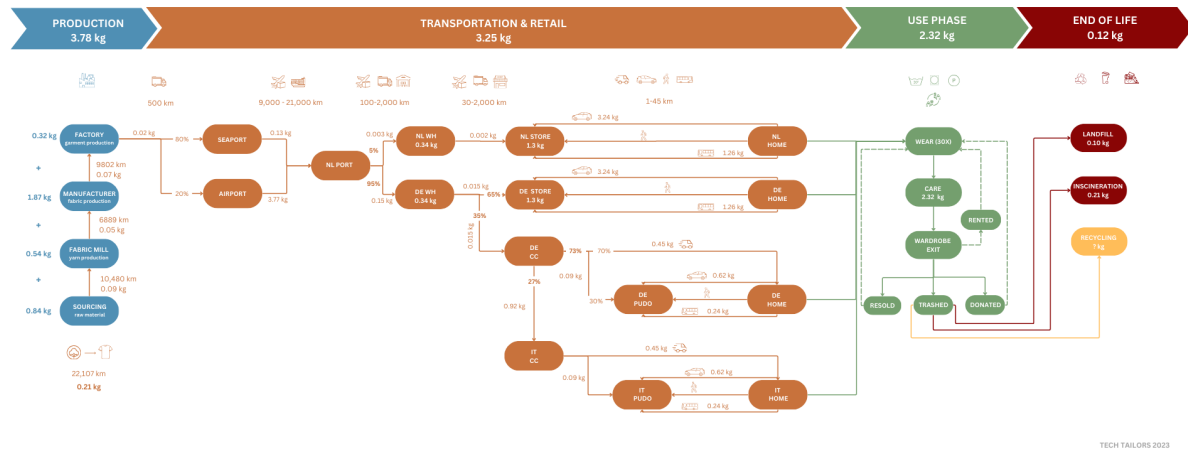 PRODUCTION
3.78 kg
TRANSPORTATION & RETAIL
3.25 kg
USE PHASE
2.32 kg
END OF LIFE
0.12 kg
500 km
9,000 - 21,000 km
100-2,000 km
30-2,000 km
1-45 km
0.32 kg
FACTORY
garment production
0.02 kg
80%
SEAPORT
0.13 kg
NL PORT
0.003 kg
5%
NL WH
0.34 kg
0.002 kg
NL STORE
1.3 kg
3.24 kg
1.26 kg
NL
HOME
WEAR (30X)
LANDFILL
0.10 kg
+
9802 km
0.07 kg
1.87 kg
MANUFACTURER
fabric production
20%
AIRPORT
3.77 kg
95%
0.15 kg
DE WH
0.34 kg
0.015 kg
65%
35%
0.015 kg
DE STORE
1.3 kg
3.24 kg
1.26 kg
DE
HOME
CARE
2.32 kg
INSCINERATION
0.21 kg
+
6889 km
0.05 kg
RENTED
0.54 kg
FABRIC MILL
yarn production
DE
CC
73%
70%
0.45 kg
27%
0.09 kg
WARDROBE
EXIT
RECYCLING
? kg
+
10,480 km
0.09 kg
0.62 kg
0.84 kg
SOURCING
raw material
0.92 kg
30%
DE
PUDO
0.24 kg
DE
HOME
RESOLD
TRASHED
DONATED
22,107 km
0.21 kg
IT
CC
0.45 kg
0.09 kg
0.62 kg
IT
PUDO
0.24 kg
IT
HOME
TECH TAILORS 2023